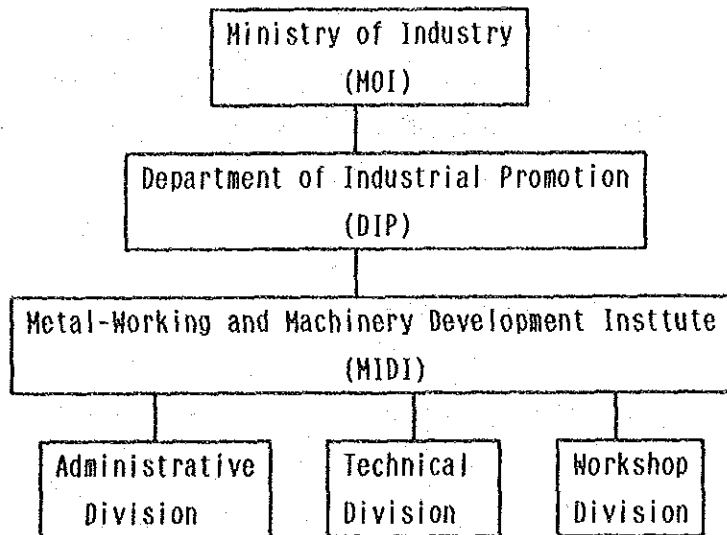 Ministry of Industry
(MOI)
Department of Industrial Promotion
(DIP)
Metal-Working and Machinery Development Insttute
(MIDI)
Administrative
Division
Technical
Division
Workshop
Division